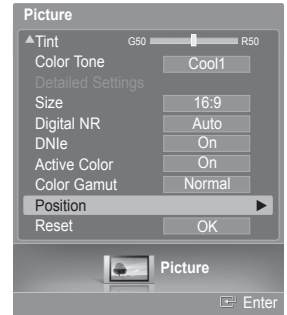 Picture
Tint G50 R50
Color Tone Cool1
Detailed Settings
Size 16:9
Digital NR Auto
DNIe On
Active Color On
Color Gamut Normal
Position
Reset OK
Picture
Enter